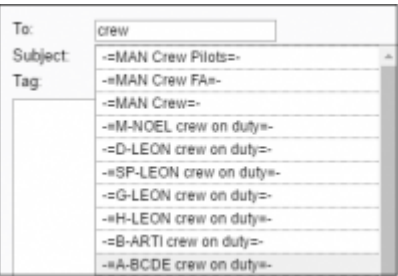 To: crew
Subject:
-=MAN Crew Pilots=-
Tag:
-=MAN Crew FA=-
-=MAN Crew=-
-=M-NOEL crew on duty=-
-=D-LEON crew on duty=-
-=SP-LEON crew on duty=-
-=G-LEON crew on duty=-
-=H-LEON crew on duty=-
-=B-ARTI crew on duty=-
-=A-BCDE crew on duty=-